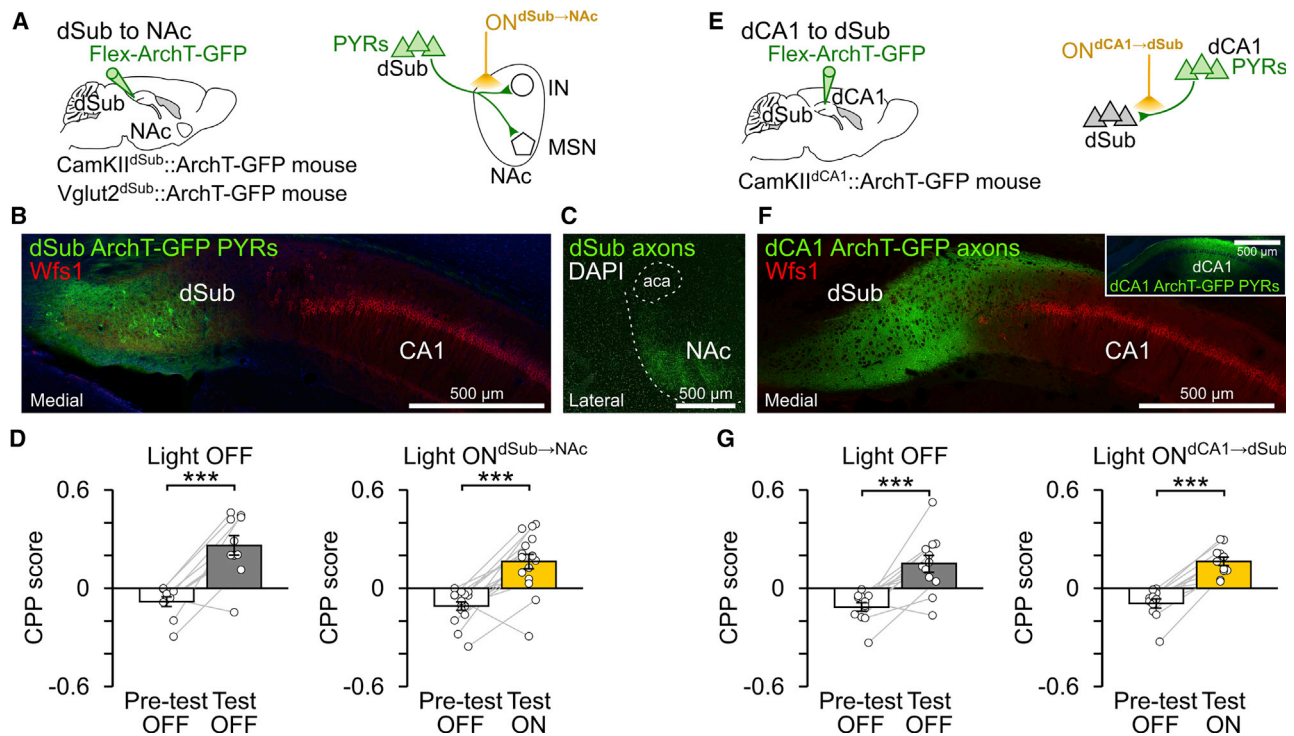 A
dSub to NAc
Flex-ArchT-GFP
dSub
NAc
CamKII^dSub::ArchT-GFP mouse
Vglut2^dSub::ArchT-GFP mouse
ON^dSub→NAc
PYRs
dSub
IN
MSN
NAc
E
dCA1 to dSub
Flex-ArchT-GFP
dCA1
dSub
CamKII^dCA1::ArchT-GFP mouse
ON^dCA1→dSub
dCA1
PYRs
dSub
B
dSub ArchT-GFP PYRs
Wfs1
dSub
CA1
Medial
500 µm
C
dSub axons
DAPI
aca
NAc
Lateral
500 µm
F
dCA1 ArchT-GFP axons
Wfs1
dSub
CA1
Medial
500 µm
500 µm
dCA1
dCA1 ArchT-GFP PYRs
D
Light OFF
***
0.6
0
-0.6
CPP score
Pre-test Test
OFF OFF
Light ON^dSub→NAc
***
0.6
0
-0.6
CPP score
Pre-test Test
OFF ON
G
Light OFF
***
0.6
0
-0.6
CPP score
Pre-test Test
OFF OFF
Light ON^dCA1→dSub
***
0.6
0
-0.6
CPP score
Pre-test Test
OFF ON